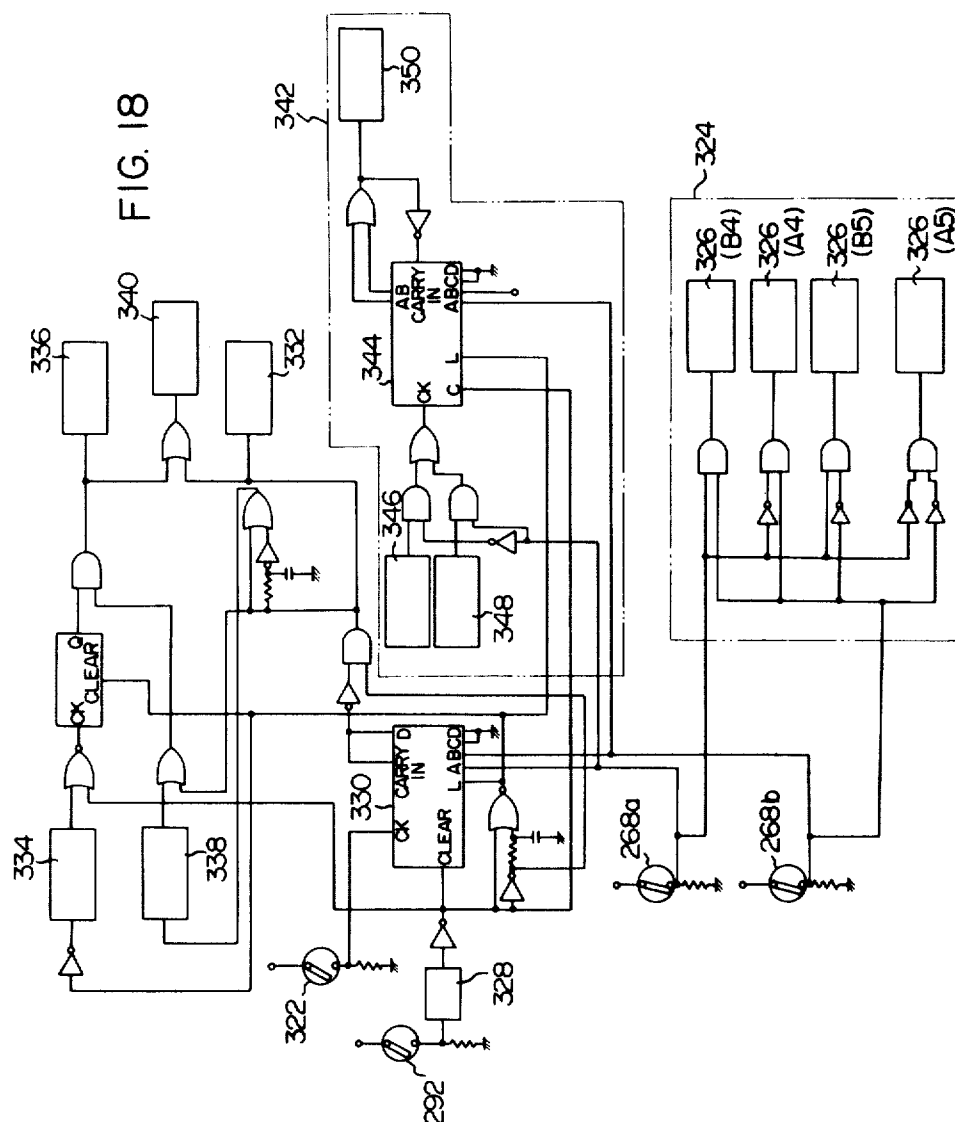 FIG. 18
336
340
332
342
350
334
338
CK
Q
CLEAR
344
AB
CARRY
IN
CK
ABCD
C
L
346
348
330
CARRY D
IN
CK
CLEAR
L
ABCD
322
292
328
268a
268b
324
326
(B4)
326
(A4)
326
(B5)
326
(A5)